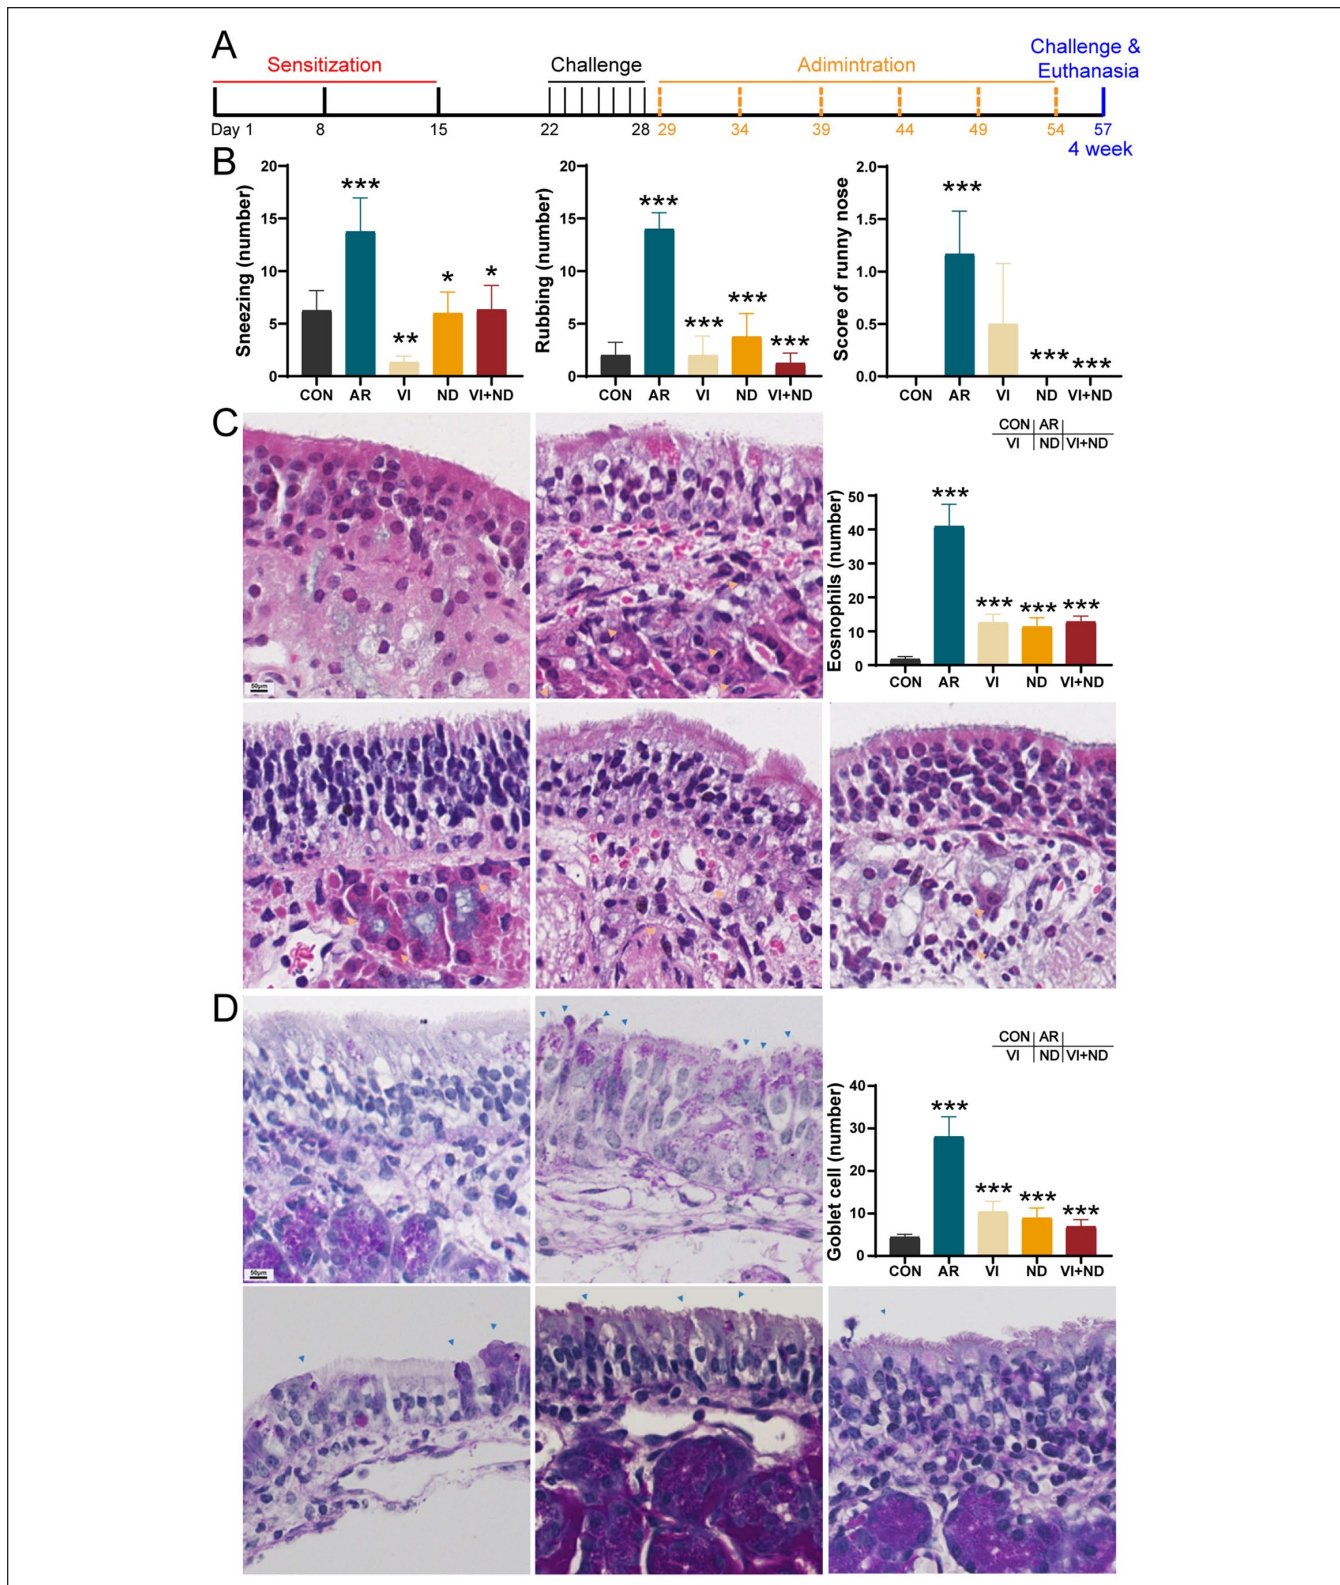 A
Sensitization
Challenge
Adimintration
Challenge &
Euthanasia
Day 1 8 15 22 28 29 34 39 44 49 54 57
4 week
B
Sneezing (number)
20
15
10
5
0
*** ** * *
CON AR VI ND VI+ND
Rubbing (number)
20
15
10
5
0
*** *** *** ***
CON AR VI ND VI+ND
Score of runny nose
2.0
1.5
1.0
0.5
0.0
*** *** ***
CON AR VI ND VI+ND
C
50μm
CON AR
VI ND VI+ND
Eosnophils (number)
50
40
30
20
10
0
*** *** *** ***
CON AR VI ND VI+ND
D
50μm
CON AR
VI ND VI+ND
Goblet cell (number)
40
30
20
10
0
*** *** *** ***
CON AR VI ND VI+ND